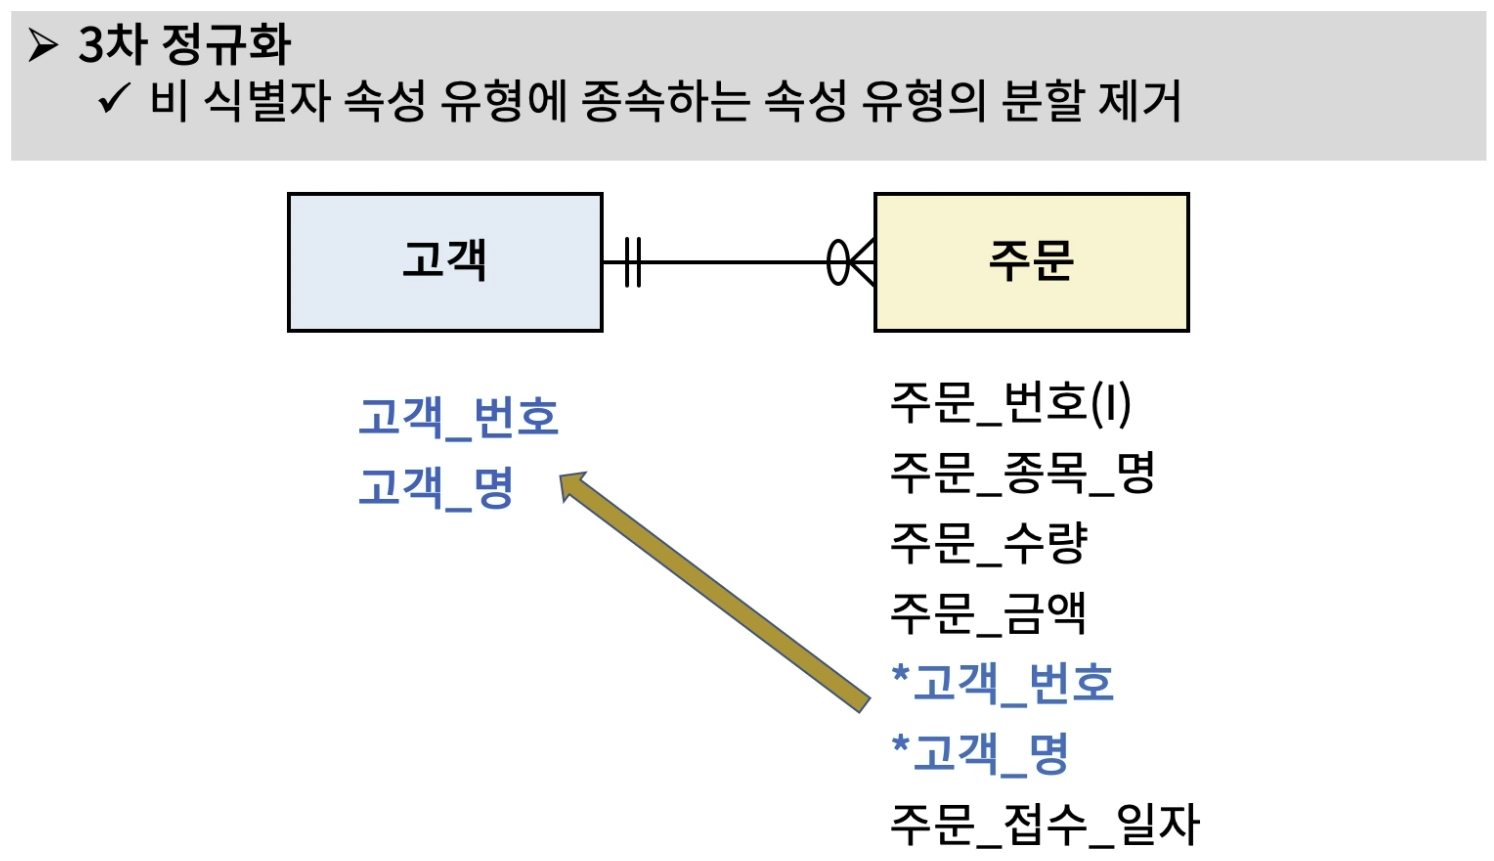 ➢ 3차 정규화
✓ 비 식별자 속성 유형에 종속하는 속성 유형의 분할 제거
고객
주문
고객_번호
고객_명
주문_번호(I)
주문_종목_명
주문_수량
주문_금액
*고객_번호
*고객_명
주문_접수_일자